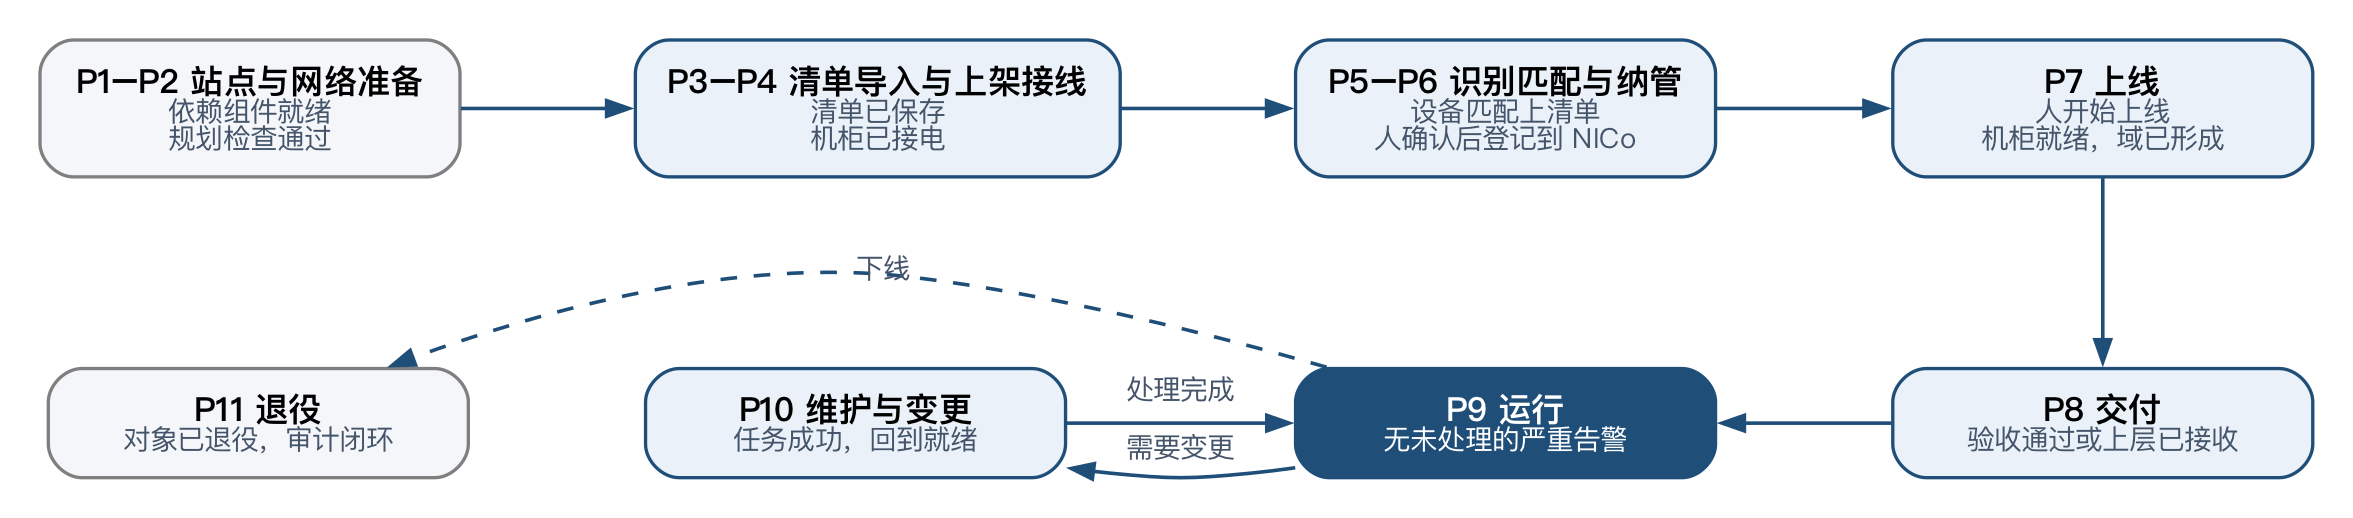 P1—P2 站点与网络准备
依赖组件就绪
规划检查通过
P3—P4 清单导入与上架接线
清单已保存
机柜已接电
P5—P6 识别匹配与纳管
设备匹配上清单
人确认后登记到 NICo
P7 上线
人开始上线
机柜就绪，域已形成
下线
P11 退役
对象已退役，审计闭环
P10 维护与变更
任务成功，回到就绪
处理完成
需要变更
P9 运行
无未处理的严重告警
P8 交付
验收通过或上层已接收